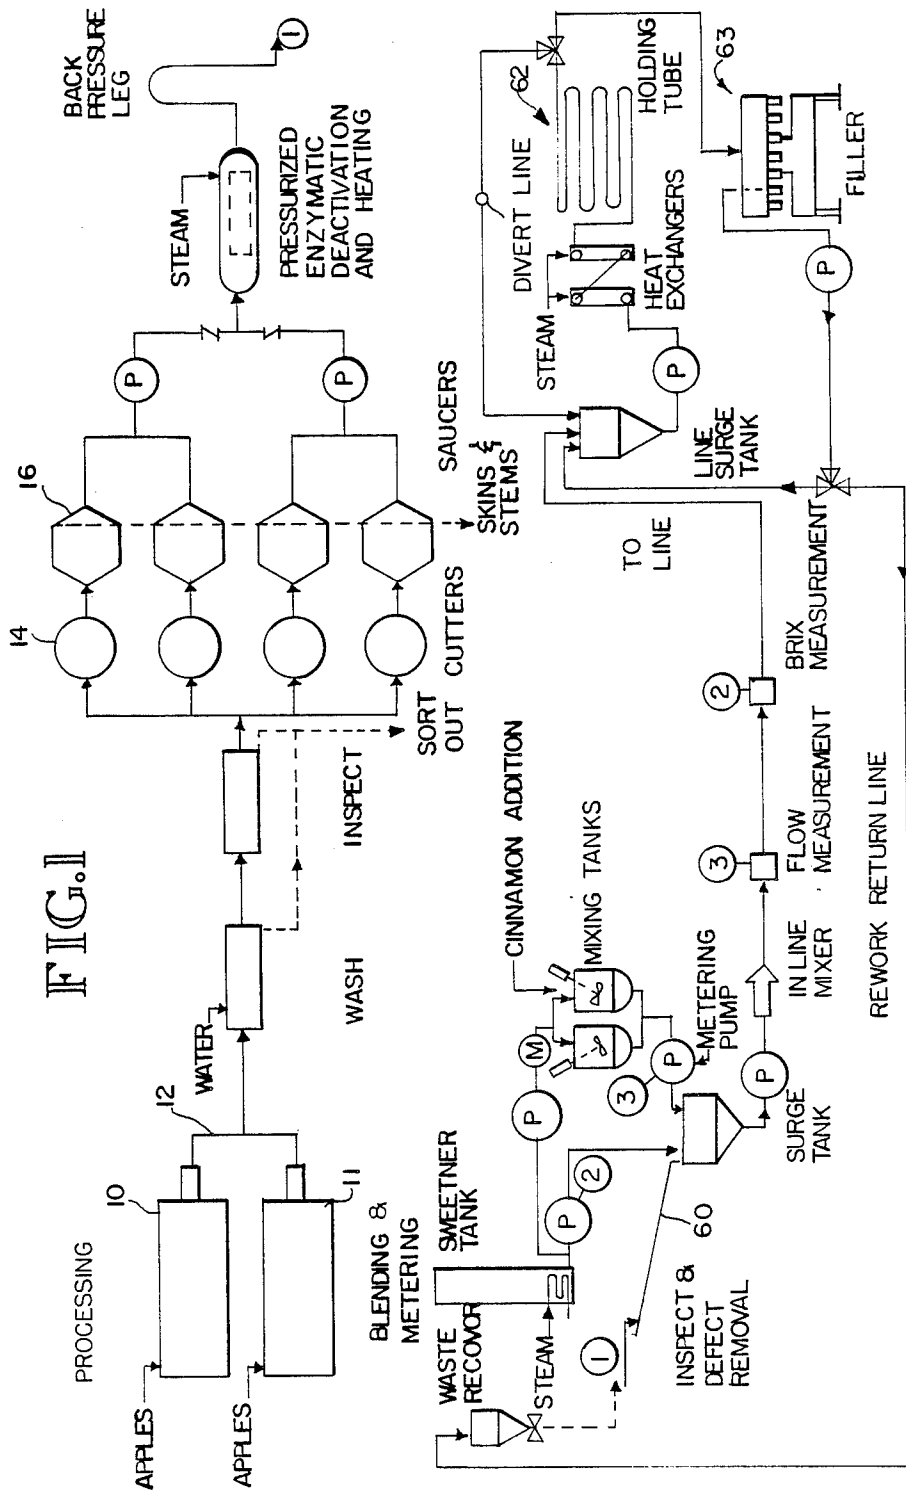 FIG.1
PROCESSING
APPLES
APPLES
10
11
12
WATER
WASH
INSPECT
SORT
OUT
14
CUTTERS
16
SAUCERS
SKINS &
STEMS
P
P
STEAM
PRESSURIZED
ENZYMATIC
DEACTIVATION
AND HEATING
BACK
PRESSURE
LEG
1
BLENDING &
METERING
WASTE
RECOVOR
SWEETNER
TANK
STEAM
1
INSPECT &
DEFECT
REMOVAL
60
P
2
P
M
CINNAMON ADDITION
MIXING TANKS
3
P
METERING
PUMP
SURGE
TANK
P
IN LINE
MIXER
3
FLOW
MEASUREMENT
2
BRIX
MEASUREMENT
TO
LINE
LINE
SURGE
TANK
P
STEAM
HEAT
EXCHANGERS
DIVERT LINE
62
HOLDING
TUBE
63
FILLER
P
REWORK RETURN LINE